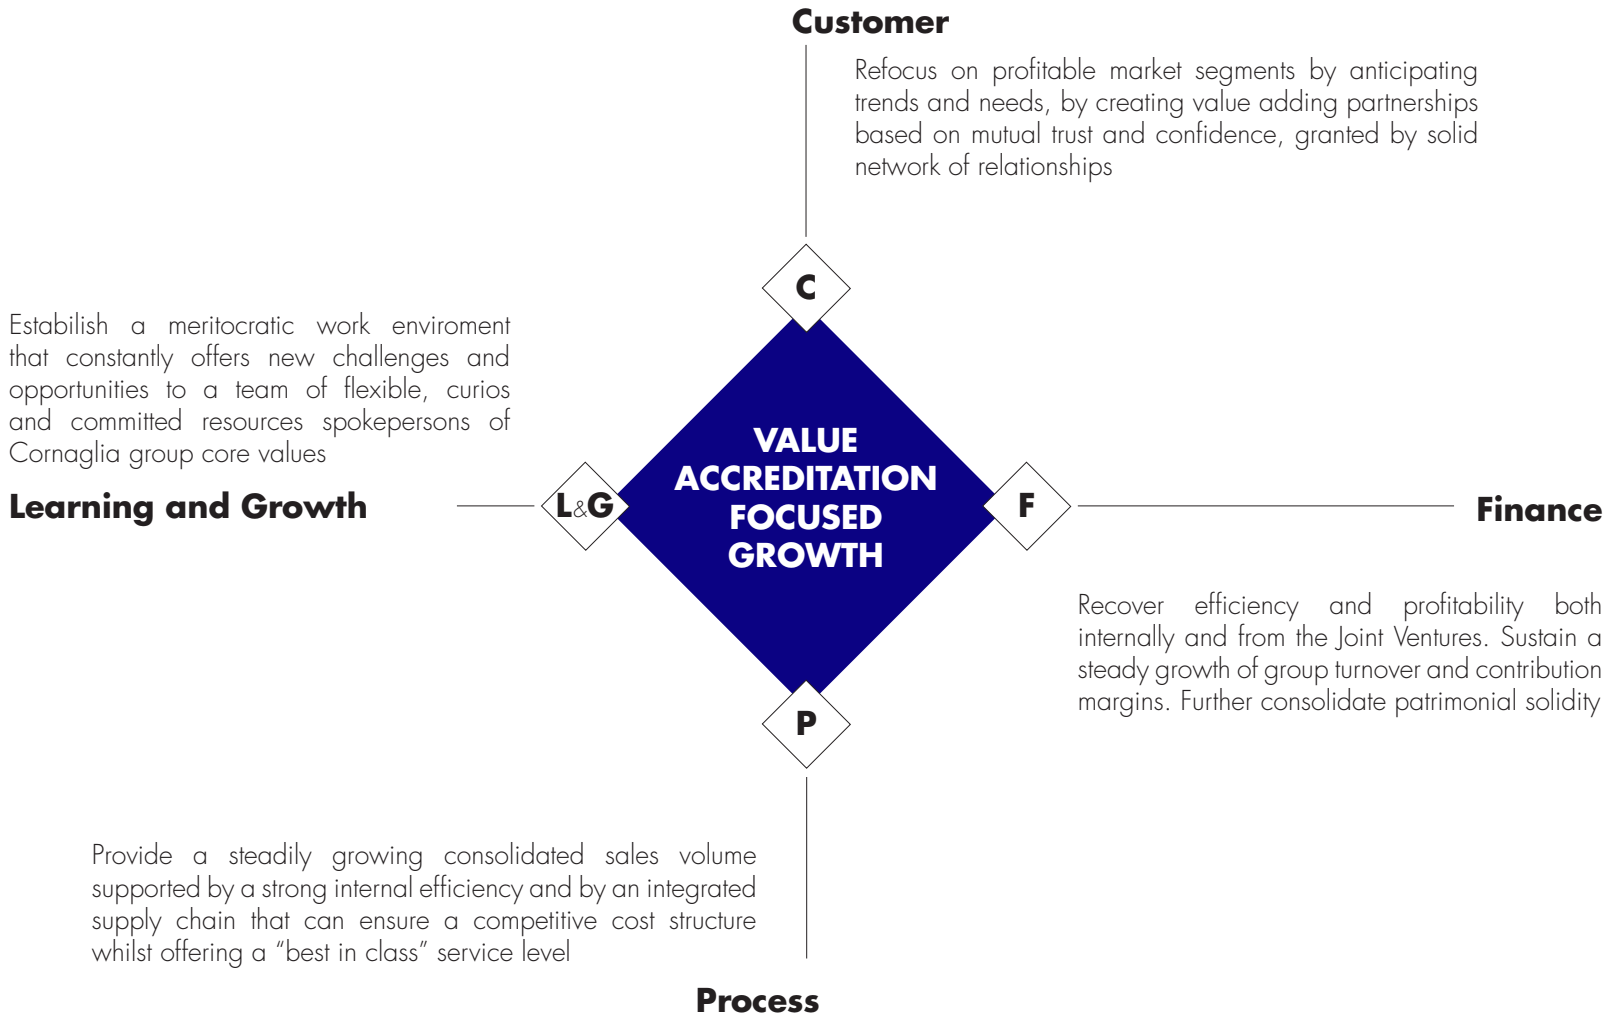 Customer
Refocus on profitable market segments by anticipating
trends and needs, by creating value adding partnerships
based on mutual trust and confidence, granted by solid
network of relationships
C
Estabilish a meritocratic work enviroment
that constantly offers new challenges and
opportunities to a team of flexible, curios
and committed resources spokepersons of
Cornaglia group core values
Learning and Growth
L&G
VALUE
ACCREDITATION
FOCUSED
GROWTH
F
Finance
Recover efficiency and profitability both
internally and from the Joint Ventures. Sustain a
steady growth of group turnover and contribution
margins. Further consolidate patrimonial solidity
P
Provide a steadily growing consolidated sales volume
supported by a strong internal efficiency and by an integrated
supply chain that can ensure a competitive cost structure
whilst offering a “best in class” service level
Process